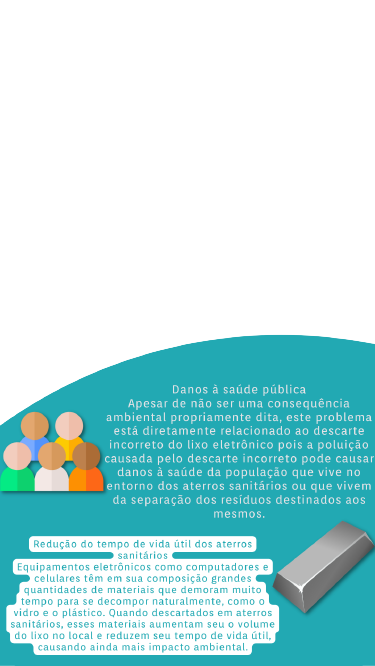 Danos à saúde pública
Apesar de não ser uma consequência
ambiental propriamente dita, este problema
está diretamente relacionado ao descarte
incorreto do lixo eletrônico pois a poluição
causada pelo descarte incorreto pode causar
danos à saúde da população que vive no
entorno dos aterros sanitários ou que vivem
da separação dos resíduos destinados aos
mesmos.
Redução do tempo de vida útil dos aterros
sanitários
Equipamentos eletrônicos como computadores e
celulares têm em sua composição grandes
quantidades de materiais que demoram muito
tempo para se decompor naturalmente, como o
vidro e o plástico. Quando descartados em aterros
sanitários, esses materiais aumentam seu o volume
do lixo no local e reduzem seu tempo de vida útil,
causando ainda mais impacto ambiental.